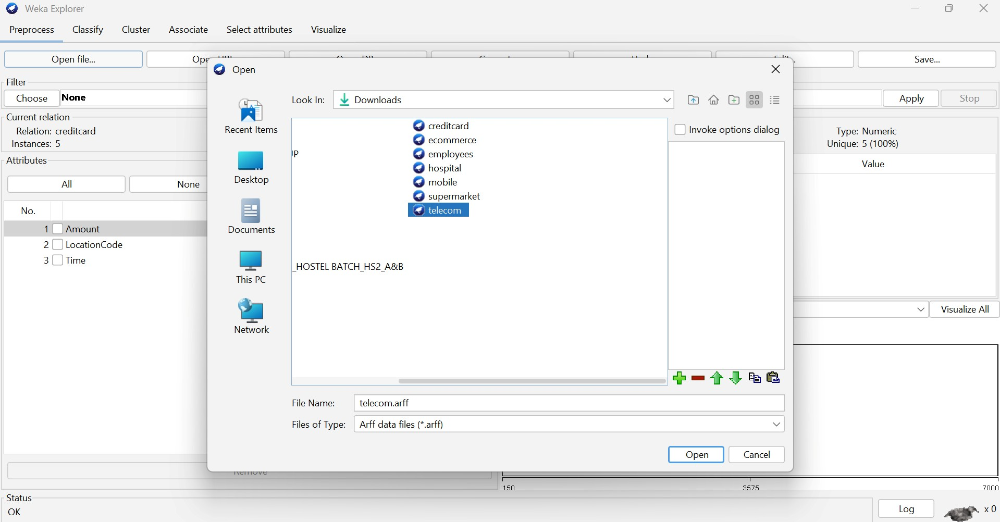 Weka Explorer
Preprocess Classify Cluster Associate Select attributes Visualize
Open file... Save...
Open
Filter
Choose None Apply Stop
Look In: Downloads
Current relation
Relation: creditcard
Instances: 5
Attributes
All None
No.
1 Amount
2 LocationCode
3 Time
Recent Items
Desktop
Documents
This PC
Network
creditcard
ecommerce
employees
hospital
mobile
supermarket
telecom
_HOSTEL BATCH_HS2_A&B
Invoke options dialog
File Name: telecom.arff
Files of Type: Arff data files (*.arff)
Open Cancel
Type: Numeric
Unique: 5 (100%)
Value
Visualize All
Remove
150 3575 7000
Status
OK
Log x 0